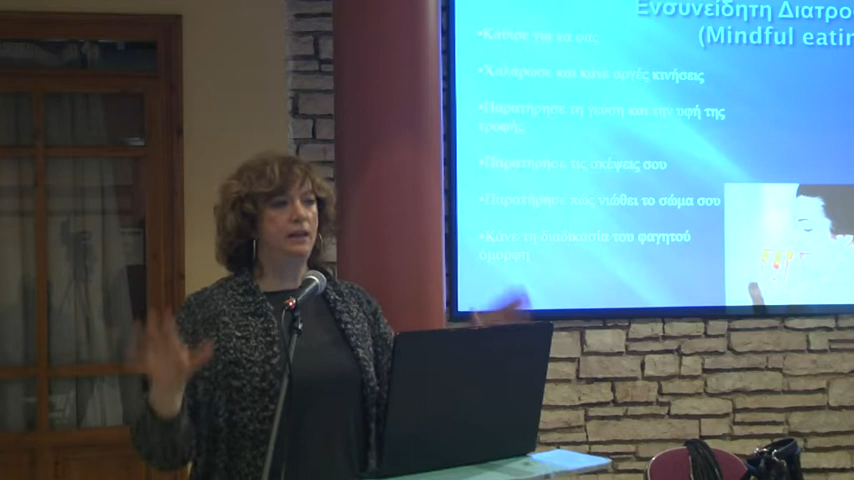 Ενσυνείδητη Διατρο
(Mindful eatin
•Κάθισε για να φας
•Χαλάρωσε και κάνε αργές κινήσεις
•Παρατήρησε τη γεύση και την υφή της
τροφής
•Παρατήρησε τις σκέψεις σου
•Παρατήρησε πώς νιώθει το σώμα σου
•Κάνε τη διαδικασία του φαγητού
όμορφη